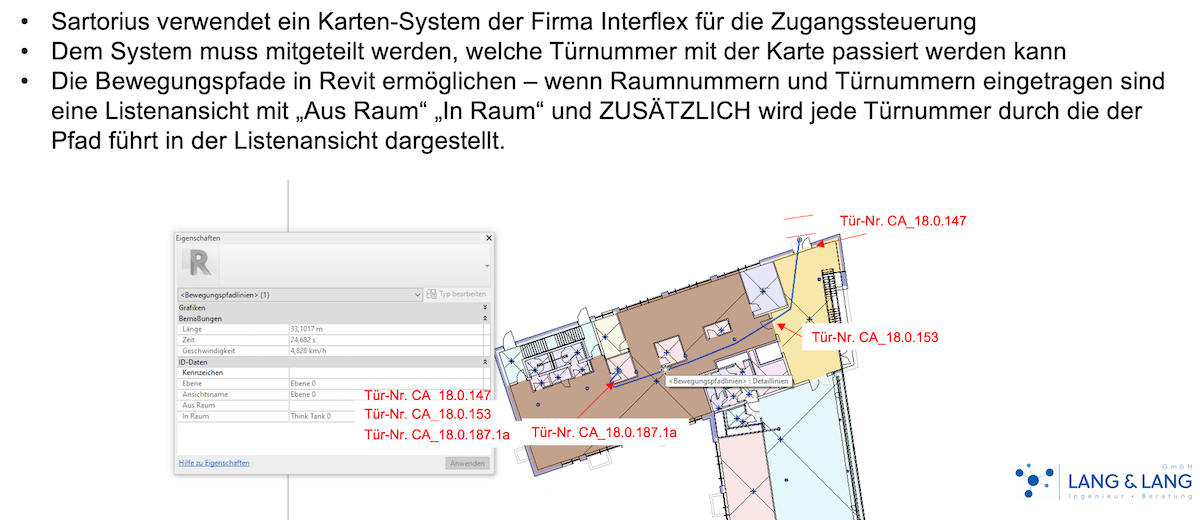 • Sartorius verwendet ein Karten-System der Firma Interflex für die Zugangssteuerung
• Dem System muss mitgeteilt werden, welche Türnummer mit der Karte passiert werden kann
• Die Bewegungspfade in Revit ermöglichen – wenn Raumnummern und Türnummern eingetragen sind
eine Listenansicht mit „Aus Raum“ „In Raum“ und ZUSÄTZLICH wird jede Türnummer durch die der
Pfad führt in der Listenansicht dargestellt.
Eigenschaften
R
<Bewegungspfadlinien> (1)
Typ bearbeiten
Grafiken
Bemaßungen
Länge 33,1017 m
Zeit 24,682 s
Geschwindigkeit 4,828 km/h
ID-Daten
Kennzeichen
Ebene Ebene 0
Ansichtsname Ebene 0
Aus Raum
In Raum Think Tank 0
Hilfe zu Eigenschaften
Anwenden
Tür-Nr. CA_18.0.147
Tür-Nr. CA_18.0.153
Tür-Nr. CA_18.0.187.1a
Tür-Nr. CA_18.0.147
Tür-Nr. CA_18.0.153
<Bewegungspfadlinien> : Detaillinien
Tür-Nr. CA_18.0.187.1a
GmbH
LANG & LANG
Ingenieur • Beratung